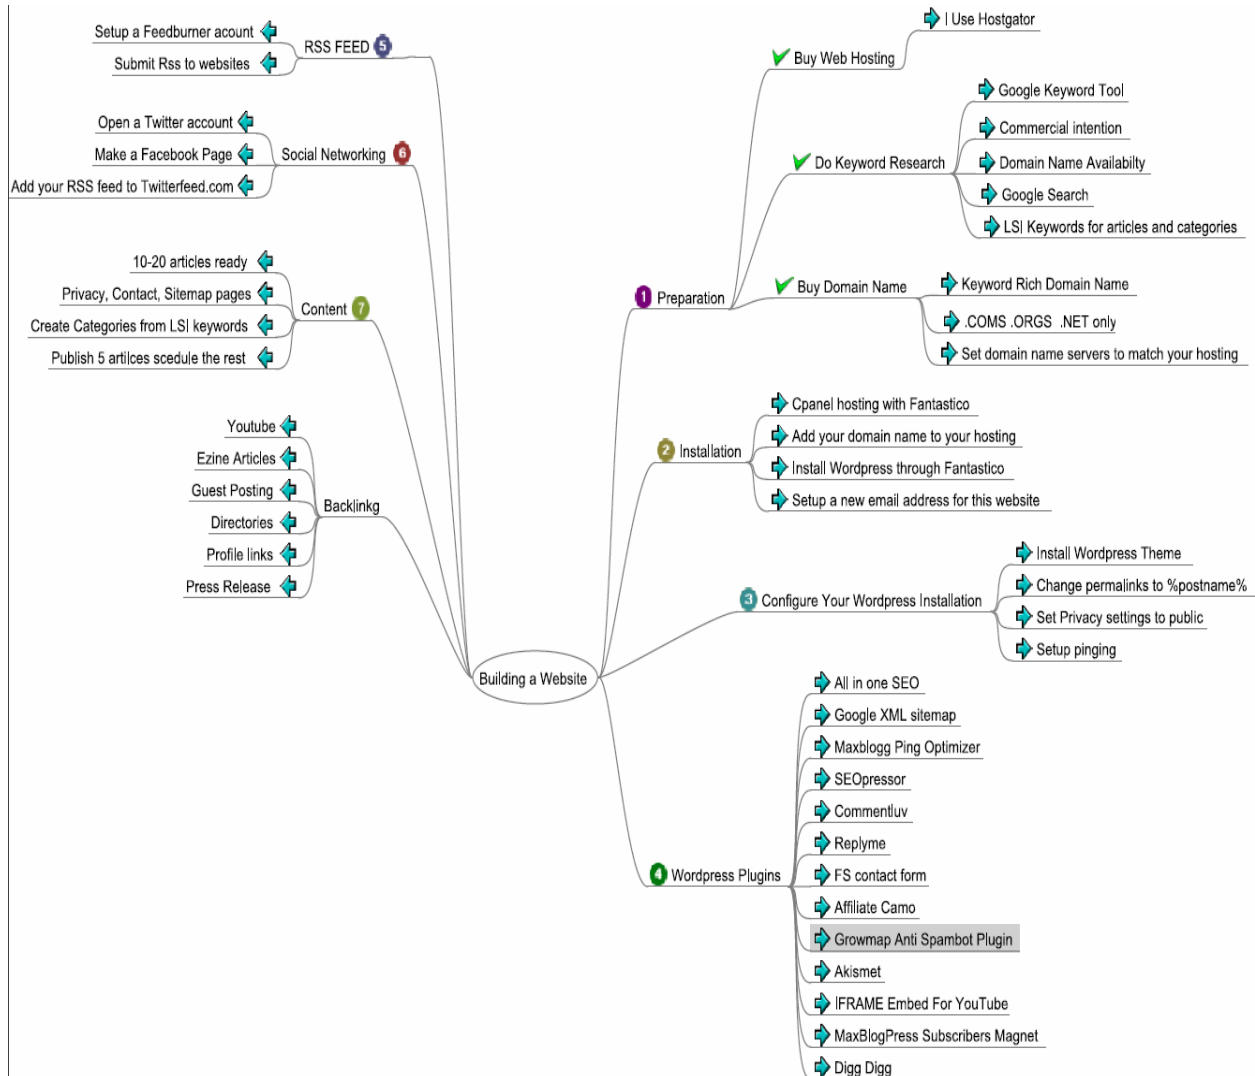 Building a Website
1 Preparation
Buy Web Hosting
I Use Hostgator
Do Keyword Research
Google Keyword Tool
Commercial intention
Domain Name Availabilty
Google Search
LSI Keywords for articles and categories
Buy Domain Name
Keyword Rich Domain Name
.COMS .ORGS .NET only
Set domain name servers to match your hosting
2 Installation
Cpanel hosting with Fantastico
Add your domain name to your hosting
Install Wordpress through Fantastico
Setup a new email address for this website
3 Configure Your Wordpress Installation
Install Wordpress Theme
Change permalinks to %postname%
Set Privacy settings to public
Setup pinging
4 Wordpress Plugins
All in one SEO
Google XML sitemap
Maxblogg Ping Optimizer
SEOpressor
Commentluv
Replyme
FS contact form
Affiliate Camo
Growmap Anti Spambot Plugin
Akismet
IFRAME Embed For YouTube
MaxBlogPress Subscribers Magnet
Digg Digg
RSS FEED 5
Setup a Feedburner acount
Submit Rss to websites
Social Networking 6
Open a Twitter account
Make a Facebook Page
Add your RSS feed to Twitterfeed.com
Content 7
10-20 articles ready
Privacy, Contact, Sitemap pages
Create Categories from LSI keywords
Publish 5 artilces scedule the rest
Backlinkg
Youtube
Ezine Articles
Guest Posting
Directories
Profile links
Press Release